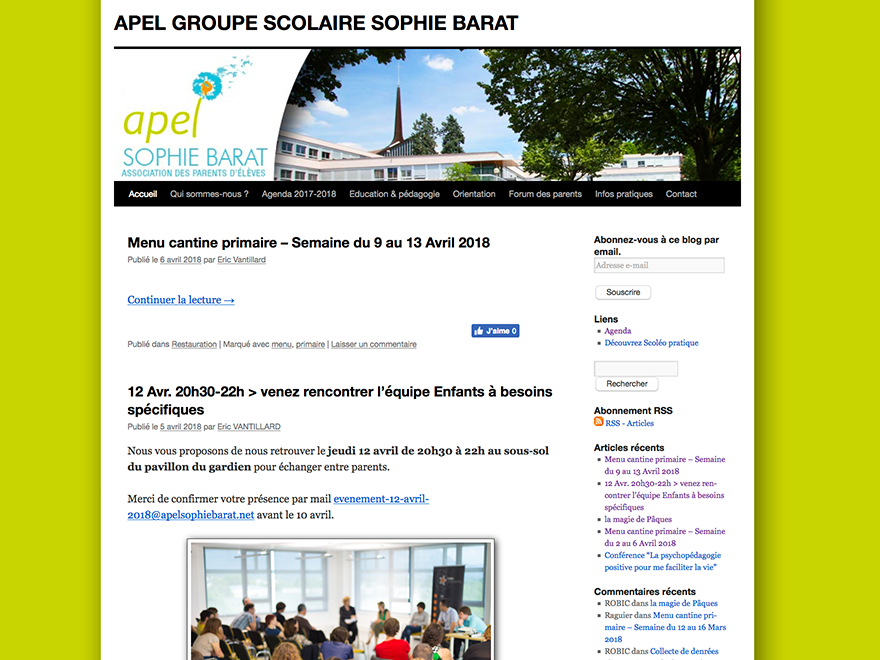 APEL GROUPE SCOLAIRE SOPHIE BARAT
apel
SOPHIE BARAT
ASSOCIATION DES PARENTS D'ÉLÈVES
Accueil Qui sommes-nous ? Agenda 2017-2018 Education & pédagogie Orientation Forum des parents Infos pratiques Contact
Menu cantine primaire – Semaine du 9 au 13 Avril 2018
Publié le 6 avril 2018 par Eric Vantillard
Continuer la lecture →
J'aime 0
Publié dans Restauration | Marqué avec menu, primaire | Laisser un commentaire
12 Avr. 20h30-22h > venez rencontrer l'équipe Enfants à besoins
spécifiques
Publié le 5 avril 2018 par Eric VANTILLARD
Nous vous proposons de nous retrouver le jeudi 12 avril de 20h30 à 22h au sous-sol
du pavillon du gardien pour échanger entre parents.
Merci de confirmer votre présence par mail evenement-12-avril-
2018@apelsophiebarat.net avant le 10 avril.
Abonnez-vous à ce blog par
email.
Adresse e-mail
Souscrire
Liens
Agenda
Découvrez Scoléo pratique
Rechercher
Abonnement RSS
RSS - Articles
Articles récents
Menu cantine primaire – Semaine
du 9 au 13 Avril 2018
12 Avr. 20h30-22h > venez ren-
contrer l'équipe Enfants à besoins
spécifiques
la magie de Pâques
Menu cantine primaire – Semaine
du 2 au 6 Avril 2018
Conférence "La psychopédagogie
positive pour me faciliter la vie"
Commentaires récents
ROBIC dans la magie de Pâques
Raguier dans Menu cantine pri-
maire – Semaine du 12 au 16 Mars
2018
ROBIC dans Collecte de denrées